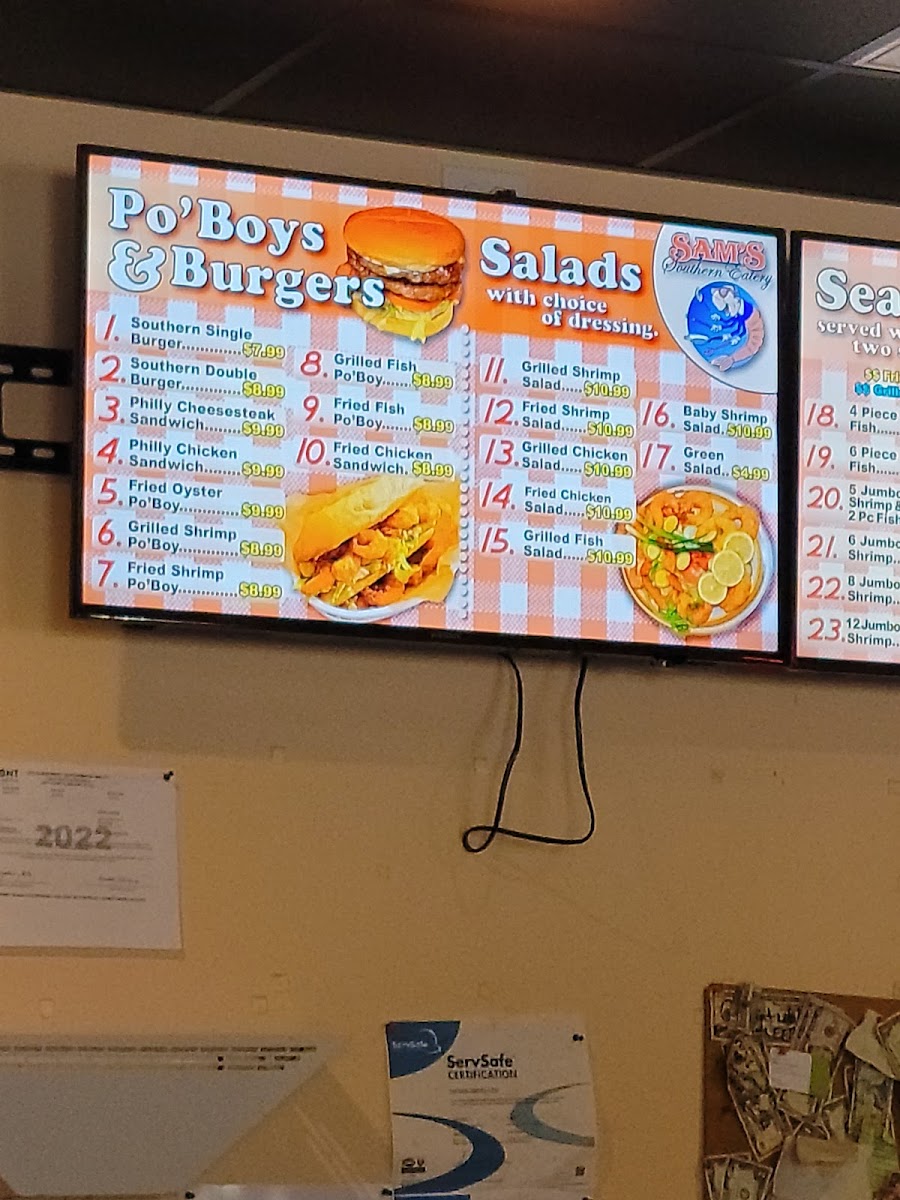 Po'Boys
& Burgers
1. Southern Single
Burger.............$7.99
2. Southern Double
Burger.............$8.99
3. Philly Cheesesteak
Sandwich........$9.99
4. Philly Chicken
Sandwich........$9.99
5. Fried Oyster
Po'Boy.............$9.99
6. Grilled Shrimp
Po'Boy.............$8.99
7. Fried Shrimp
Po'Boy.............$8.99
8. Grilled Fish
Po'Boy.......$8.99
9. Fried Fish
Po'Boy.......$8.99
10. Fried Chicken
Sandwich. $8.99
Salads
with choice
of dressing.
SAM'S
Southern Eatery
11. Grilled Shrimp
Salad.....$10.99
12. Fried Shrimp
Salad.....$10.99
13. Grilled Chicken
Salad.....$10.99
14. Fried Chicken
Salad.....$10.99
15. Grilled Fish
Salad.....$10.99
16. Baby Shrimp
Salad. $10.99
17. Green
Salad.. $4.99
Sea
served w
two
$$ Fri
$$ Grill
18. 4 Piece
Fish......
19. 6 Piece
Fish......
20. 5 Jumbo
Shrimp &
2 Pc Fish
21. 6 Jumbo
Shrimp..
22. 8 Jumbo
Shrimp..
23. 12 Jumbo
Shrimp..
2022
ServSafe
ServSafe
CERTIFICATION